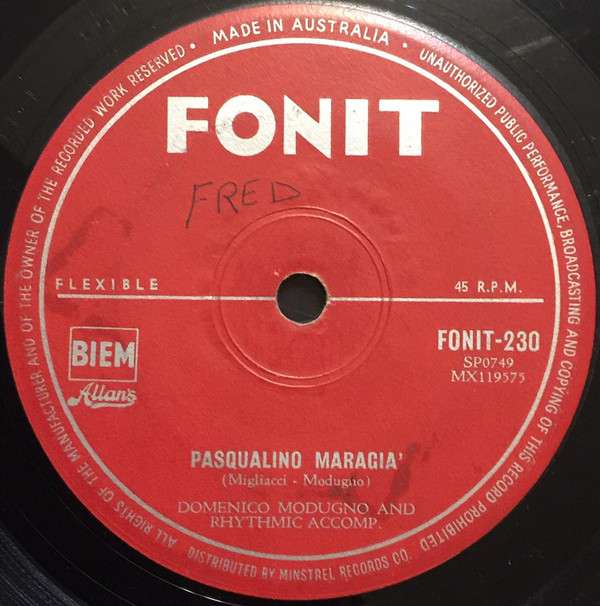 ALL RIGHTS OF THE MANUFACTURER AND OF THE OWNER OF THE RECORDED WORK RESERVED • MADE IN AUSTRALIA • UNAUTHORIZED PUBLIC PERFORMANCE, BROADCASTING AND COPYING OF THIS RECORD PROHIBITED
FONIT
FRED
FLEXIBLE
45 R.P.M.
FONIT-230
SP0749
MX119575
BIEM
Allan's
PASQUALINO MARAGIA'
(Migliacci - Modugno)
DOMENICO MODUGNO AND
RHYTHMIC ACCOMP.
DISTRIBUTED BY MINSTREL RECORDS CO.